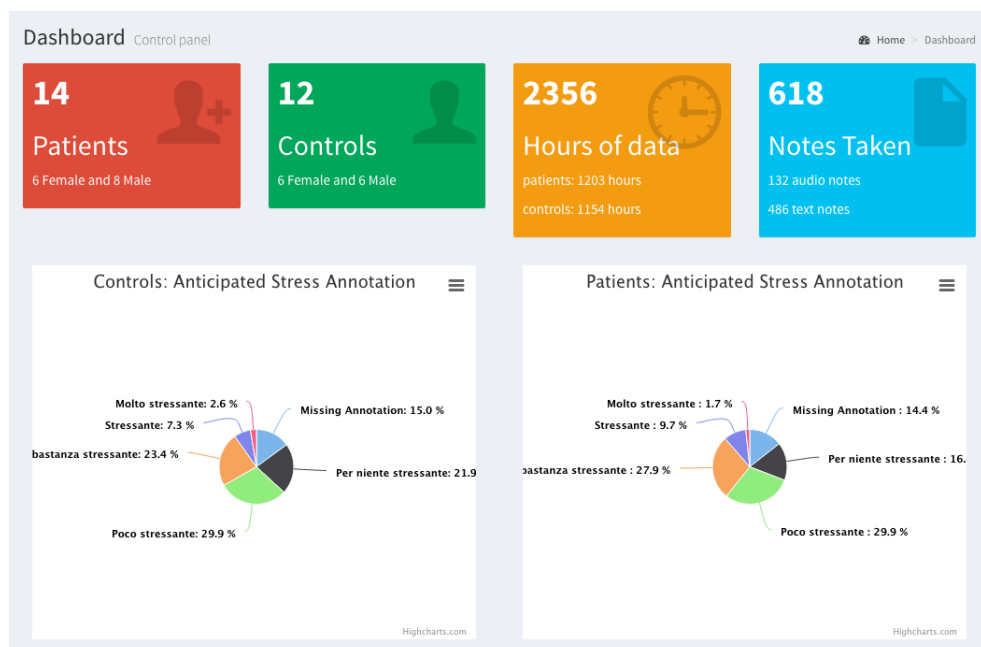 Dashboard Control panel
Home > Dashboard
14
Patients
6 Female and 8 Male
12
Controls
6 Female and 6 Male
2356
Hours of data
patients: 1203 hours
controls: 1154 hours
618
Notes Taken
132 audio notes
486 text notes
Controls: Anticipated Stress Annotation
Molto stressante: 2.6 %
Missing Annotation: 15.0 %
Stressante: 7.3 %
bastanza stressante: 23.4 %
Per niente stressante: 21.9
Poco stressante: 29.9 %
Highcharts.com
Patients: Anticipated Stress Annotation
Molto stressante : 1.7 %
Missing Annotation : 14.4 %
Stressante : 9.7 %
Per niente stressante : 16.
bastanza stressante : 27.9 %
Poco stressante : 29.9 %
Highcharts.com